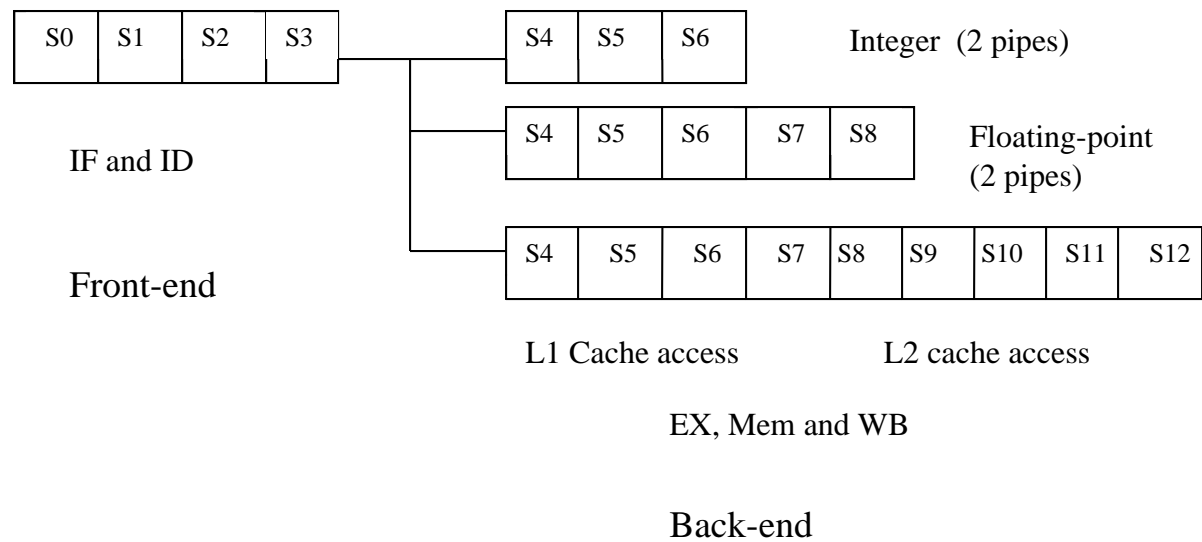 S0 S1 S2 S3
S4 S5 S6
Integer (2 pipes)
S4 S5 S6 S7 S8
Floating-point
(2 pipes)
IF and ID
S4 S5 S6 S7 S8 S9 S10 S11 S12
Front-end
L1 Cache access
L2 cache access
EX, Mem and WB
Back-end